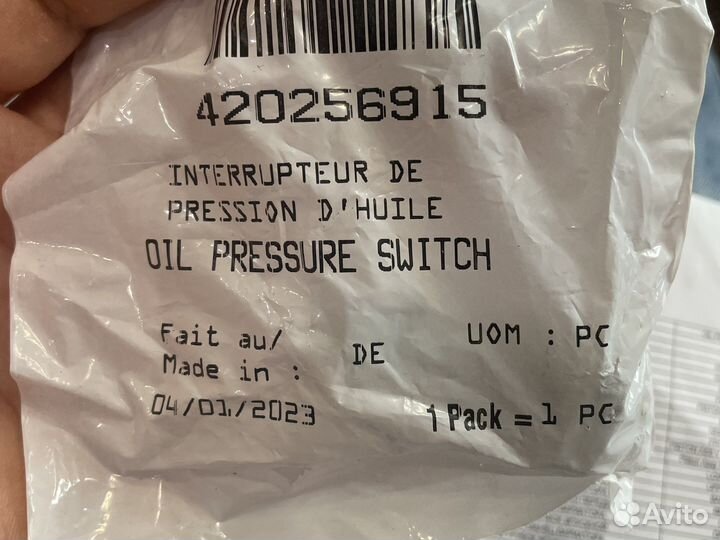 420256915
INTERRUPTEUR DE
PRESSION D'HUILE
OIL PRESSURE SWITCH
Fait au/
Made in : DE
UOM : PC
04/01/2023
1 Pack = 1 PC
Avito